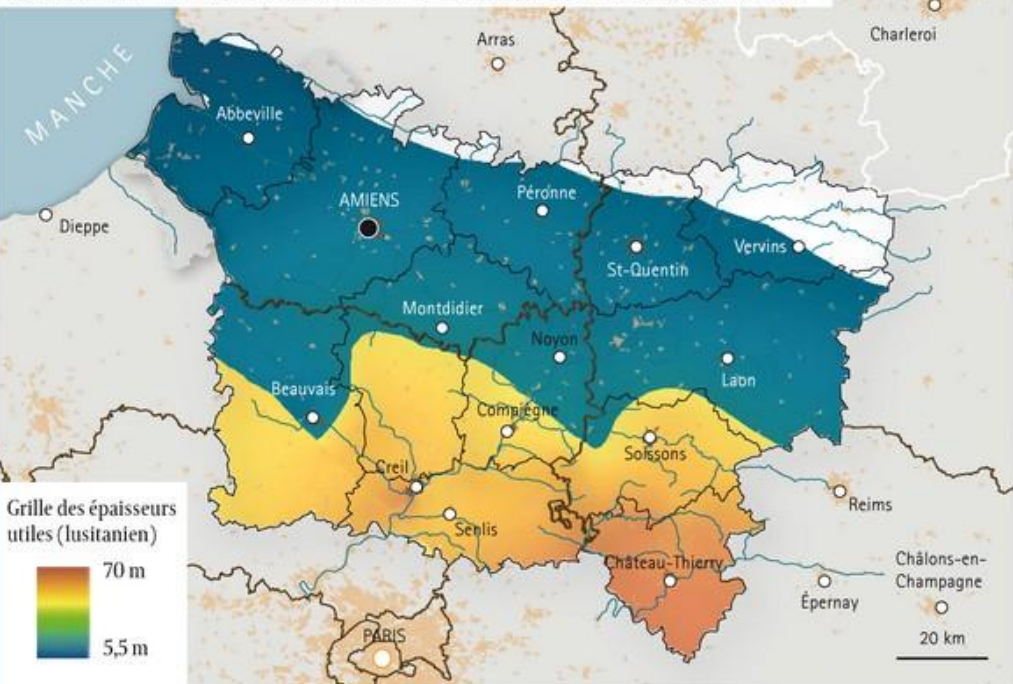 Arras
Charleroi
MANCHE
Abbeville
AMIENS
Péronne
Dieppe
St-Quentin
Vervins
Montdidier
Noyon
Laon
Beauvais
Compiègne
Soissons
Creil
Senlis
Reims
Château-Thierry
Épernay
Châlons-en-
Champagne
20 km
PARIS
Grille des épaisseurs
utiles (lusitanien)
70 m
5,5 m